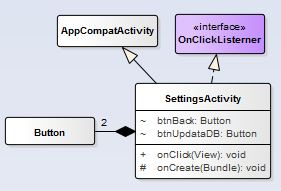 AppCompatActivity
«interface»
OnClickListerner
SettingsActivity
~ btnBack: Button
~ btnUpdataDB: Button
+ onClick(View): void
# onCreate(Bundle): void
Button
2